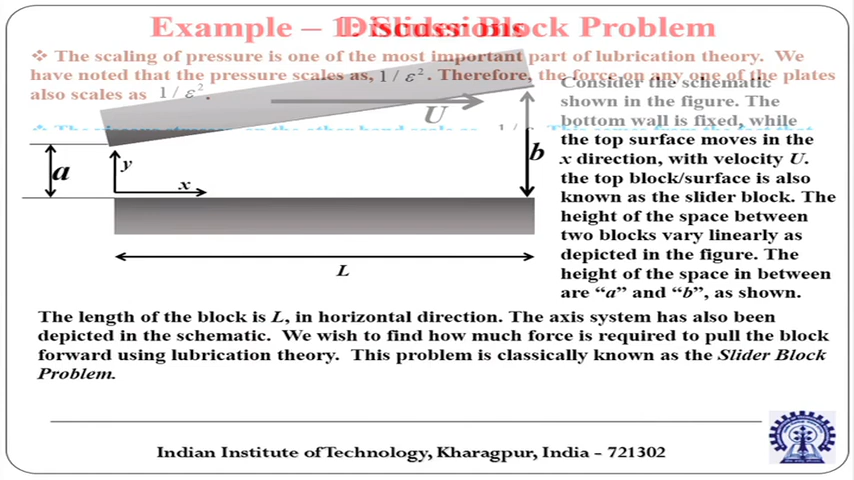 Example – 1: Slider Block Problem
Discussions
❖ The scaling of pressure is one of the most important part of lubrication theory. We
have noted that the pressure scales as, 1 / ε². Therefore, the force on any one of the plates
also scales as 1 / ε².
Consider the schematic
shown in the figure. The
bottom wall is fixed, while
the top surface moves in the
x direction, with velocity U.
the top block/surface is also
known as the slider block. The
height of the space between
two blocks vary linearly as
depicted in the figure. The
height of the space in between
are “a” and “b”, as shown.
U
a
y
x
b
L
The length of the block is L, in horizontal direction. The axis system has also been
depicted in the schematic. We wish to find how much force is required to pull the block
forward using lubrication theory. This problem is classically known as the Slider Block
Problem.
Indian Institute of Technology, Kharagpur, India - 721302